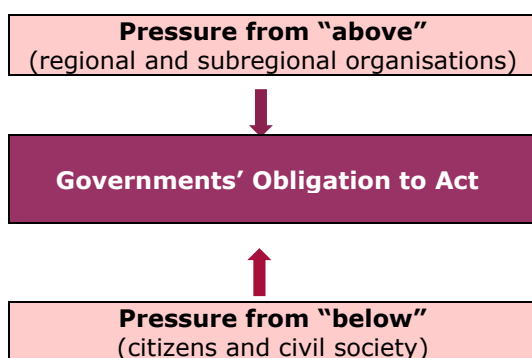 Pressure from “above”
(regional and subregional organisations)
Governments’ Obligation to Act
Pressure from “below”
(citizens and civil society)